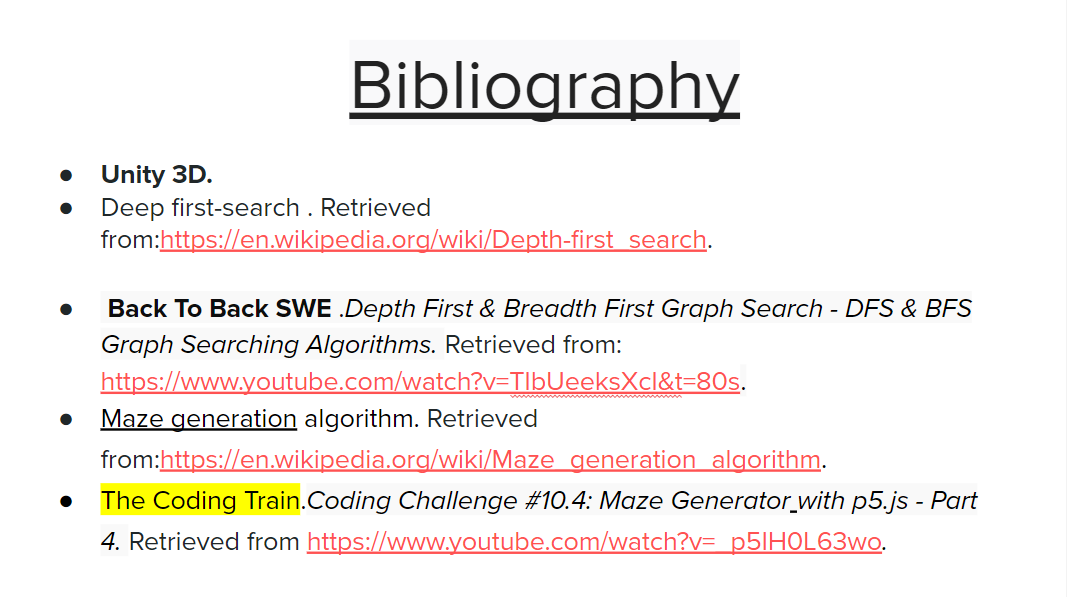 Bibliography
● Unity 3D.
● Deep first-search . Retrieved
from:https://en.wikipedia.org/wiki/Depth-first_search.
● Back To Back SWE .Depth First & Breadth First Graph Search - DFS & BFS
Graph Searching Algorithms. Retrieved from:
https://www.youtube.com/watch?v=TIbUeeksXcI&t=80s.
● Maze generation algorithm. Retrieved
from:https://en.wikipedia.org/wiki/Maze_generation_algorithm.
● The Coding Train.Coding Challenge #10.4: Maze Generator with p5.js - Part
4. Retrieved from https://www.youtube.com/watch?v=_p5IH0L63wo.